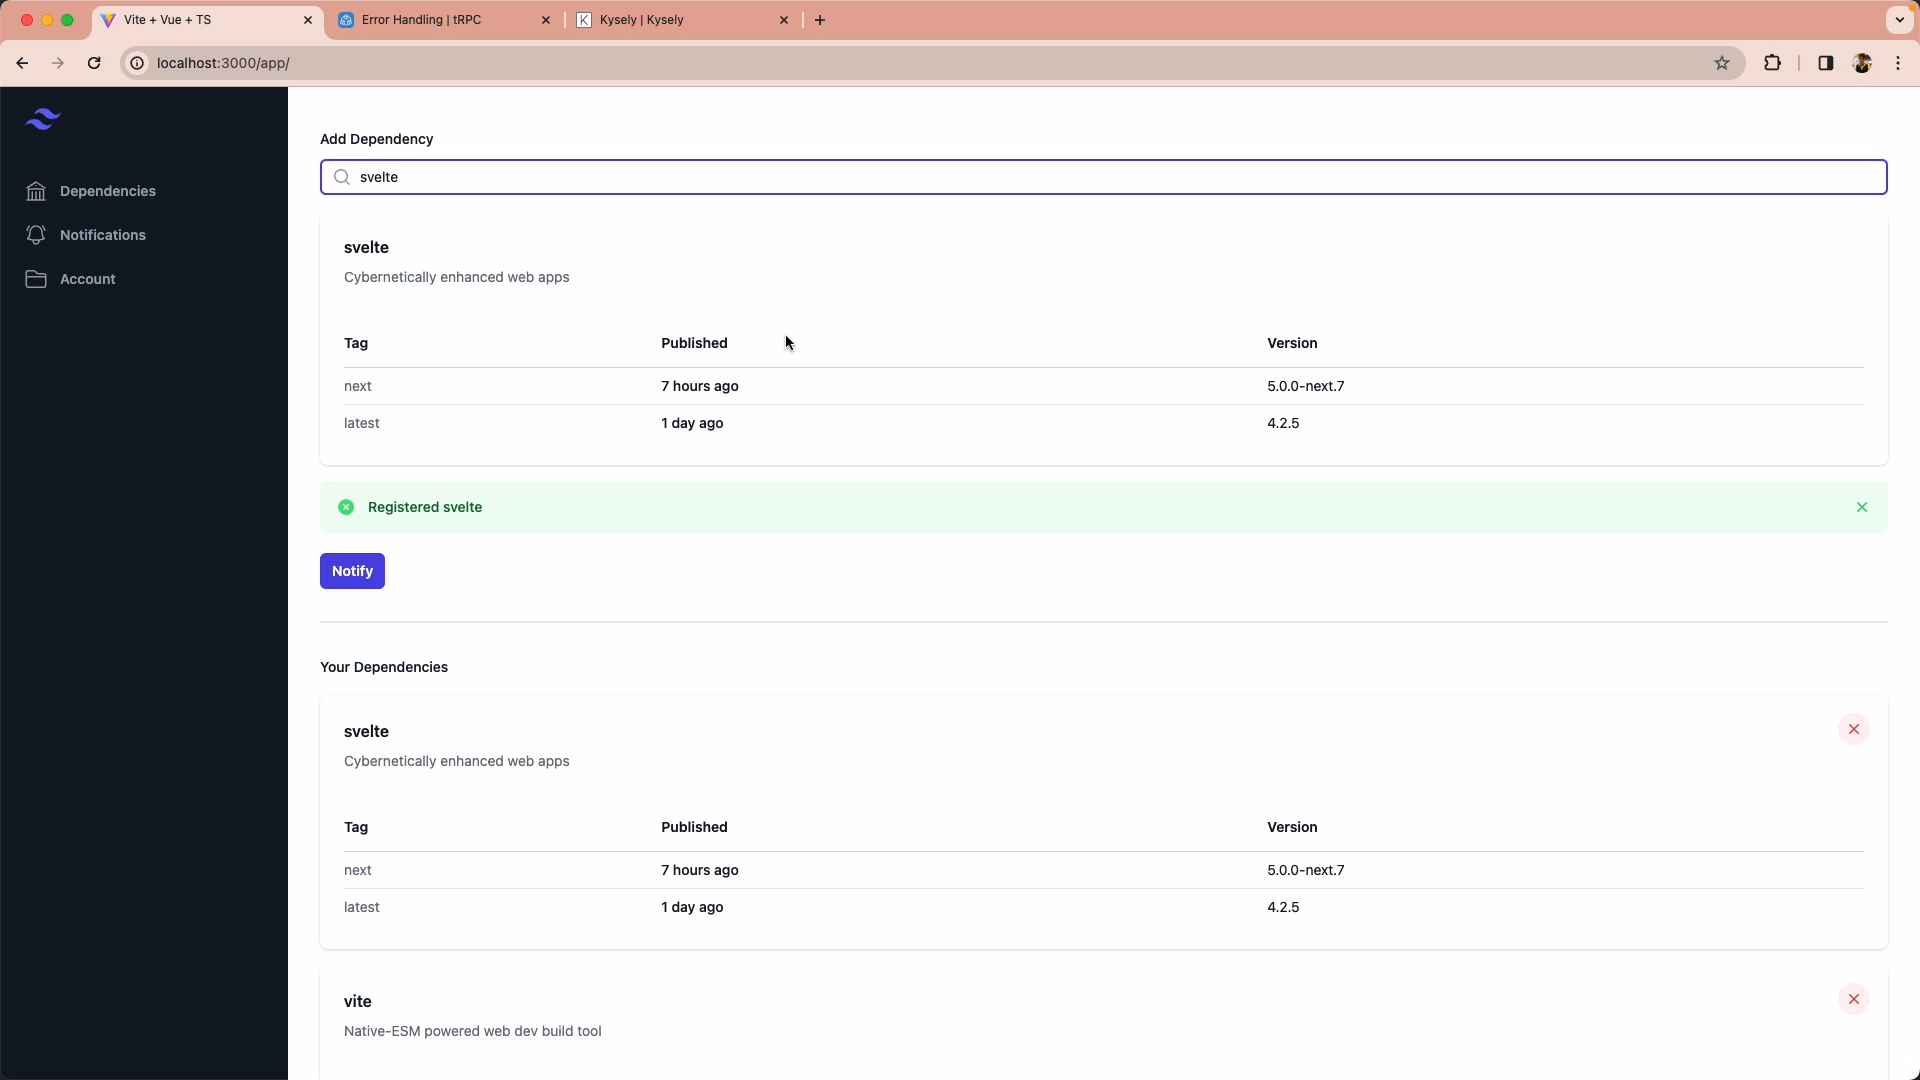 Vite + Vue + TS
Error Handling | tRPC
Kysely | Kysely
localhost:3000/app/
Dependencies
Notifications
Account
Add Dependency
svelte
svelte
Cybernetically enhanced web apps
Tag Published Version
next 7 hours ago 5.0.0-next.7
latest 1 day ago 4.2.5
Registered svelte
Notify
Your Dependencies
svelte
Cybernetically enhanced web apps
Tag Published Version
next 7 hours ago 5.0.0-next.7
latest 1 day ago 4.2.5
vite
Native-ESM powered web dev build tool